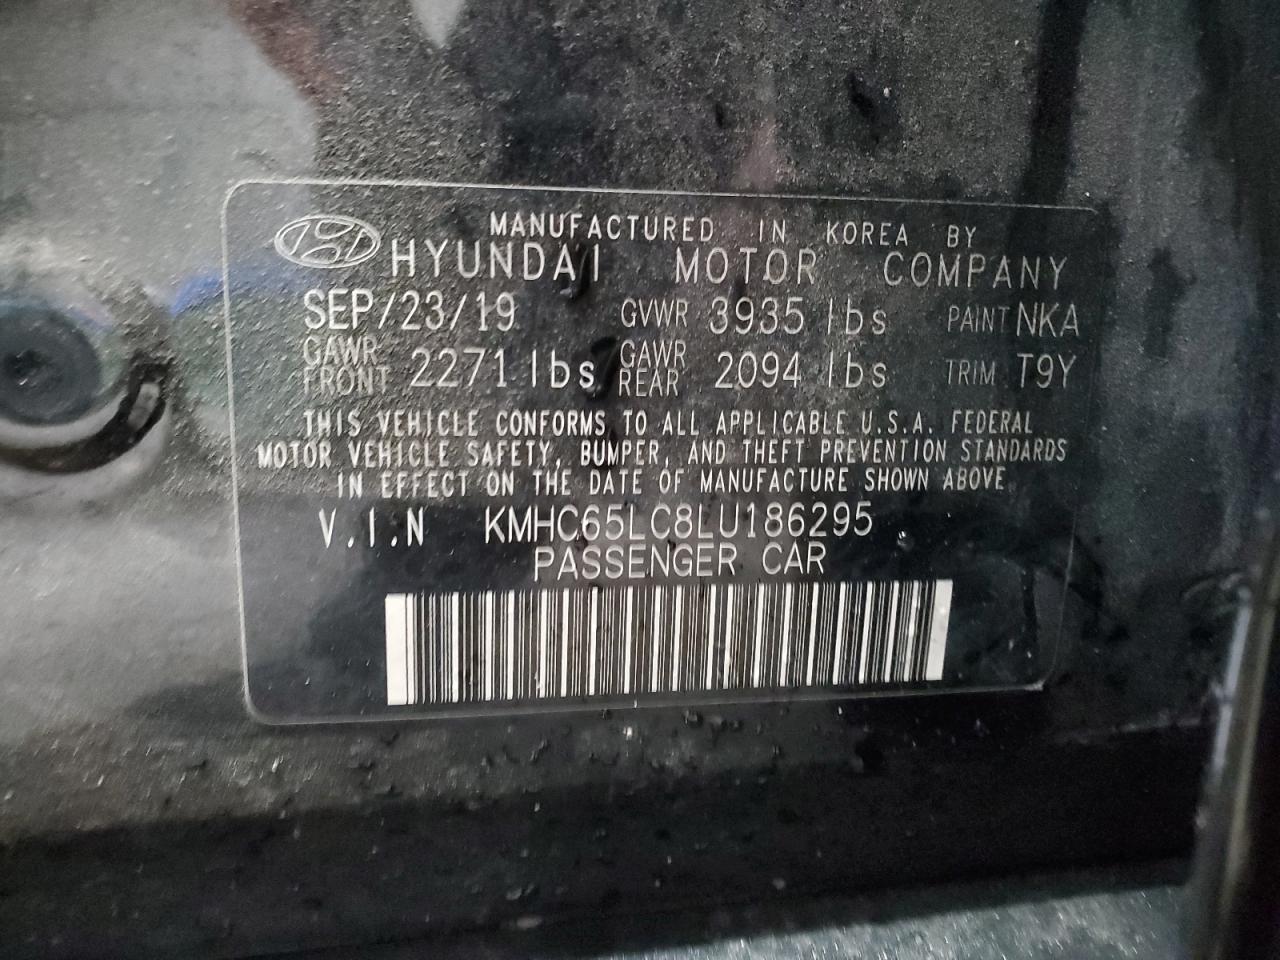 MANUFACTURED IN KOREA BY
HYUNDAI MOTOR COMPANY
SEP/23/19 GVWR 3935 lbs PAINT NKA
GAWR FRONT 2271 lbs GAWR REAR 2094 lbs TRIM T9Y
THIS VEHICLE CONFORMS TO ALL APPLICABLE U.S.A. FEDERAL
MOTOR VEHICLE SAFETY, BUMPER, AND THEFT PREVENTION STANDARDS
IN EFFECT ON THE DATE OF MANUFACTURE SHOWN ABOVE.
V.I.N KMHC65LC8LU186295
PASSENGER CAR